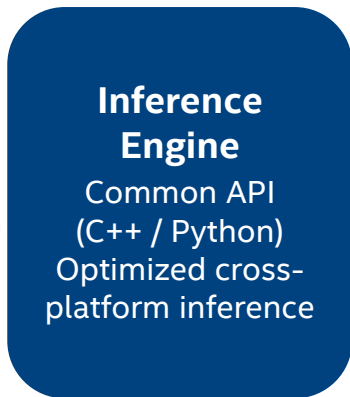 Inference
Engine
Common API
(C++ / Python)
Optimized cross-
platform inference